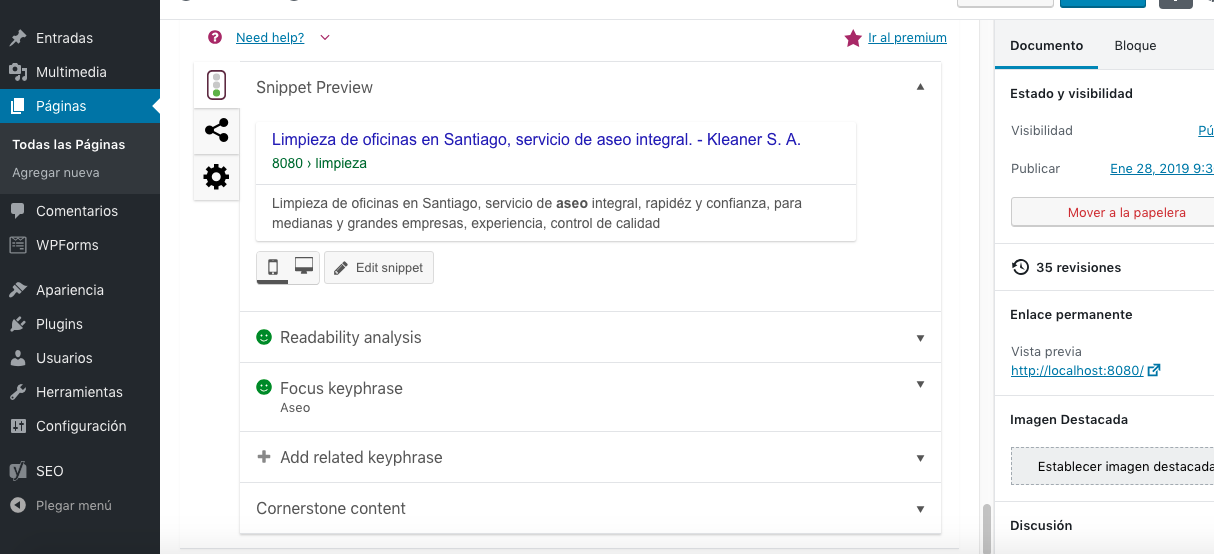 Entradas
Multimedia
Páginas
Todas las Páginas
Agregar nueva
Comentarios
WPForms
Apariencia
Plugins
Usuarios
Herramientas
Configuración
SEO
Plegar menú
Need help?
Ir al premium
Snippet Preview
Limpieza de oficinas en Santiago, servicio de aseo integral. - Kleaner S. A.
8080 › limpieza
Limpieza de oficinas en Santiago, servicio de aseo integral, rapidéz y confianza, para
medianas y grandes empresas, experiencia, control de calidad
Edit snippet
Readability analysis
Focus keyphrase
Aseo
Add related keyphrase
Cornerstone content
Documento
Bloque
Estado y visibilidad
Visibilidad
Pú
Publicar
Ene 28, 2019 9:3
Mover a la papelera
35 revisiones
Enlace permanente
Vista previa
http://localhost:8080/
Imagen Destacada
Establecer imagen destacada
Discusión